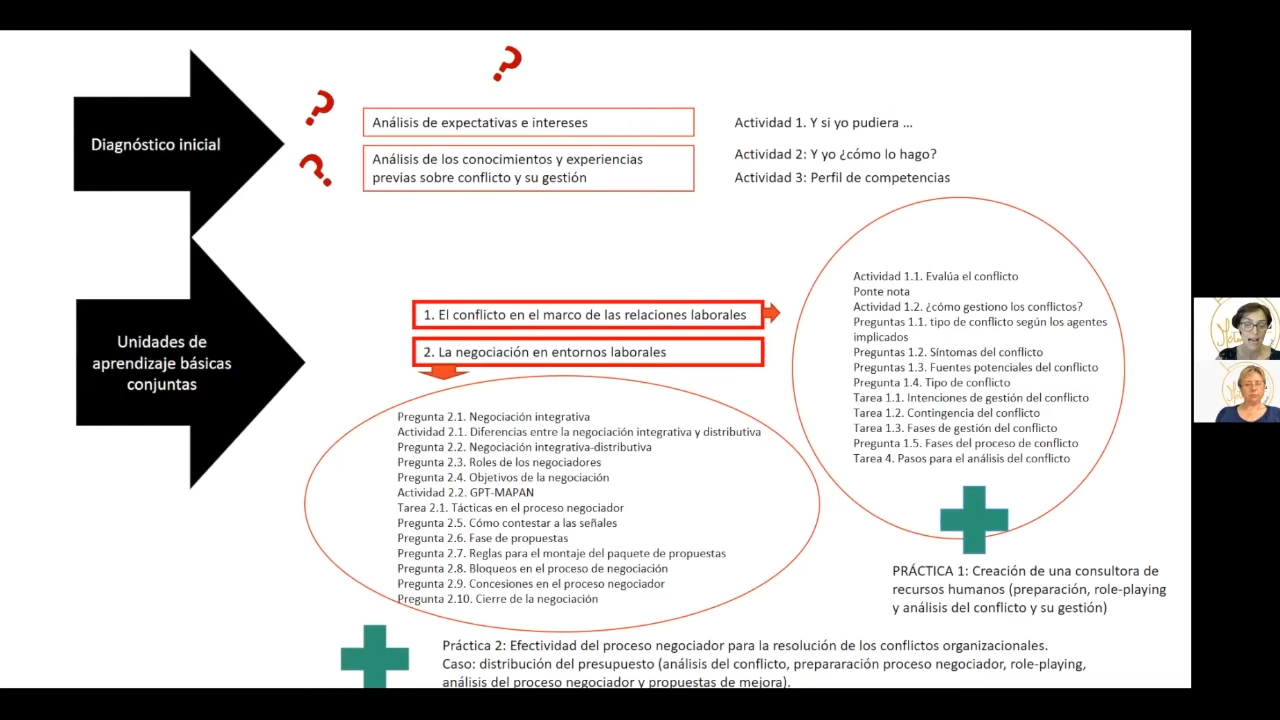 ?
?
?
Diagnóstico inicial
Análisis de expectativas e intereses
Análisis de los conocimientos y experiencias
previas sobre conflicto y su gestión
Actividad 1. Y si yo pudiera ...
Actividad 2: Y yo ¿cómo lo hago?
Actividad 3: Perfil de competencias
Unidades de
aprendizaje básicas
conjuntas
1. El conflicto en el marco de las relaciones laborales
2. La negociación en entornos laborales
Actividad 1.1. Evalúa el conflicto
Ponte nota
Actividad 1.2. ¿cómo gestiono los conflictos?
Preguntas 1.1. tipo de conflicto según los agentes
implicados
Preguntas 1.2. Síntomas del conflicto
Preguntas 1.3. Fuentes potenciales del conflicto
Pregunta 1.4. Tipo de conflicto
Tarea 1.1. Intenciones de gestión del conflicto
Tarea 1.2. Contingencia del conflicto
Tarea 1.3. Fases de gestión del conflicto
Pregunta 1.5. Fases del proceso de conflicto
Tarea 4. Pasos para el análisis del conflicto
Pregunta 2.1. Negociación integrativa
Actividad 2.1. Diferencias entre la negociación integrativa y distributiva
Pregunta 2.2. Negociación integrativa-distributiva
Pregunta 2.3. Roles de los negociadores
Pregunta 2.4. Objetivos de la negociación
Actividad 2.2. GPT-MAPAN
Tarea 2.1. Tácticas en el proceso negociador
Pregunta 2.5. Cómo contestar a las señales
Pregunta 2.6. Fase de propuestas
Pregunta 2.7. Reglas para el montaje del paquete de propuestas
Pregunta 2.8. Bloqueos en el proceso de negociación
Pregunta 2.9. Concesiones en el proceso negociador
Pregunta 2.10. Cierre de la negociación
PRÁCTICA 1: Creación de una consultora de
recursos humanos (preparación, role-playing
y análisis del conflicto y su gestión)
Práctica 2: Efectividad del proceso negociador para la resolución de los conflictos organizacionales.
Caso: distribución del presupuesto (análisis del conflicto, prepararación proceso negociador, role-playing,
análisis del proceso negociador y propuestas de mejora).